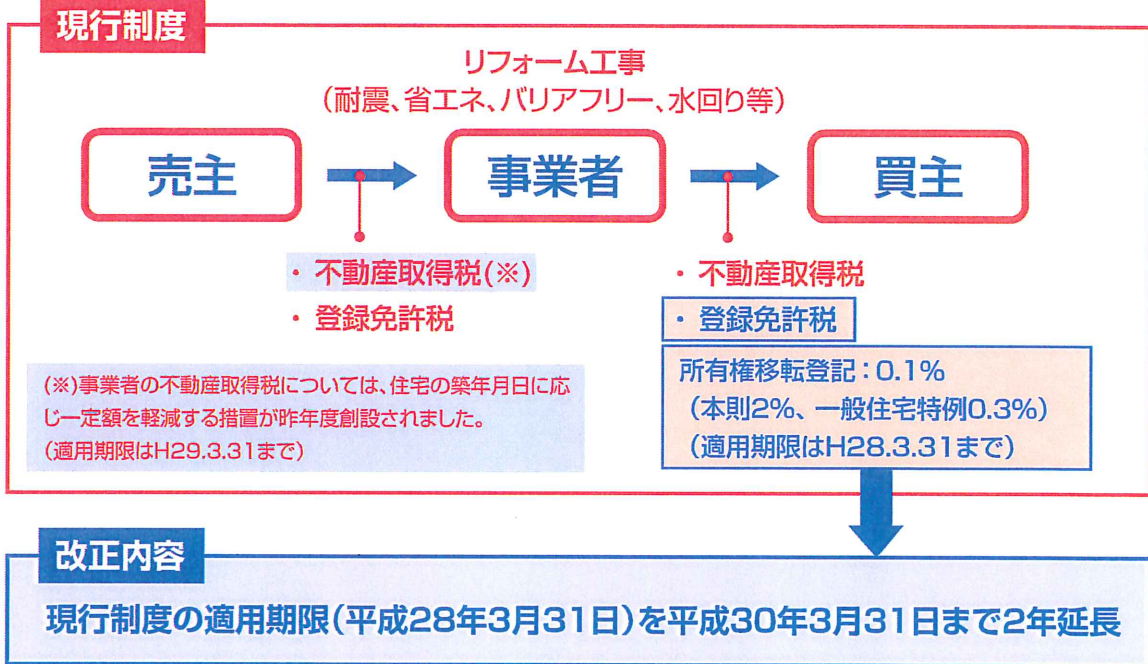 現行制度
リフォーム工事
（耐震、省エネ、バリアフリー、水回り等）
売主
事業者
買主
・ 不動産取得税(※)
・ 登録免許税
・ 不動産取得税
・ 登録免許税
(※)事業者の不動産取得税については、住宅の築年月日に応
じ一定額を軽減する措置が昨年度創設されました。
(適用期限はH29.3.31まで)
所有権移転登記：0.1%
（本則2%、一般住宅特例0.3%）
（適用期限はH28.3.31まで）
改正内容
現行制度の適用期限(平成28年3月31日)を平成30年3月31日まで2年延長